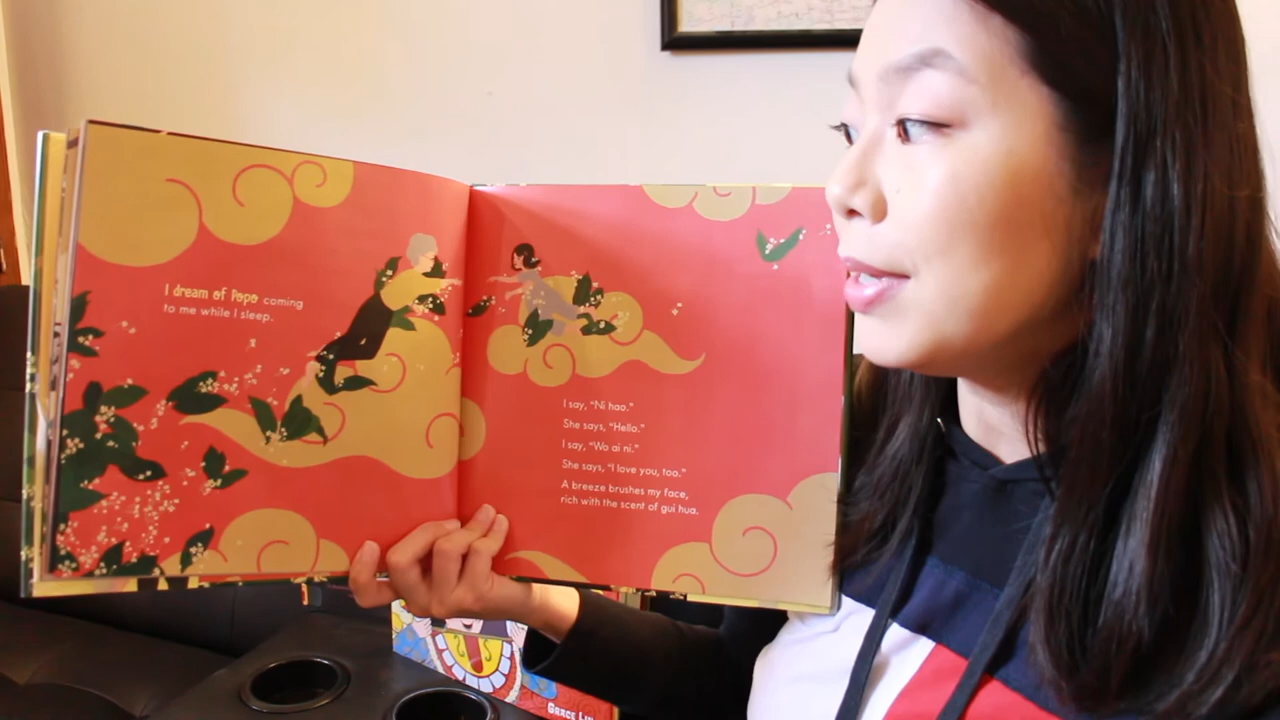 I dream of Popo coming
to me while I sleep.
I say, "Ni hao."
She says, "Hello."
I say, "Wo ai ni."
She says, "I love you, too."
A breeze brushes my face,
rich with the scent of gui hua.
GRACE